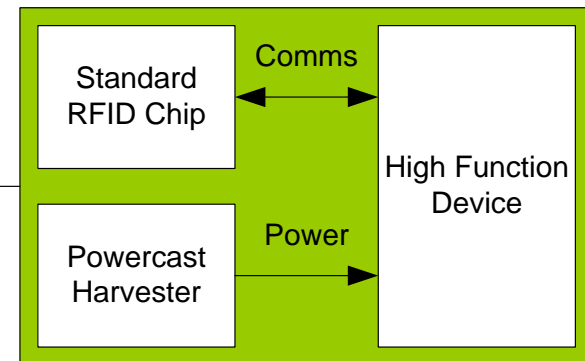 Standard
RFID Chip
Comms
High Function
Device
Powercast
Harvester
Power